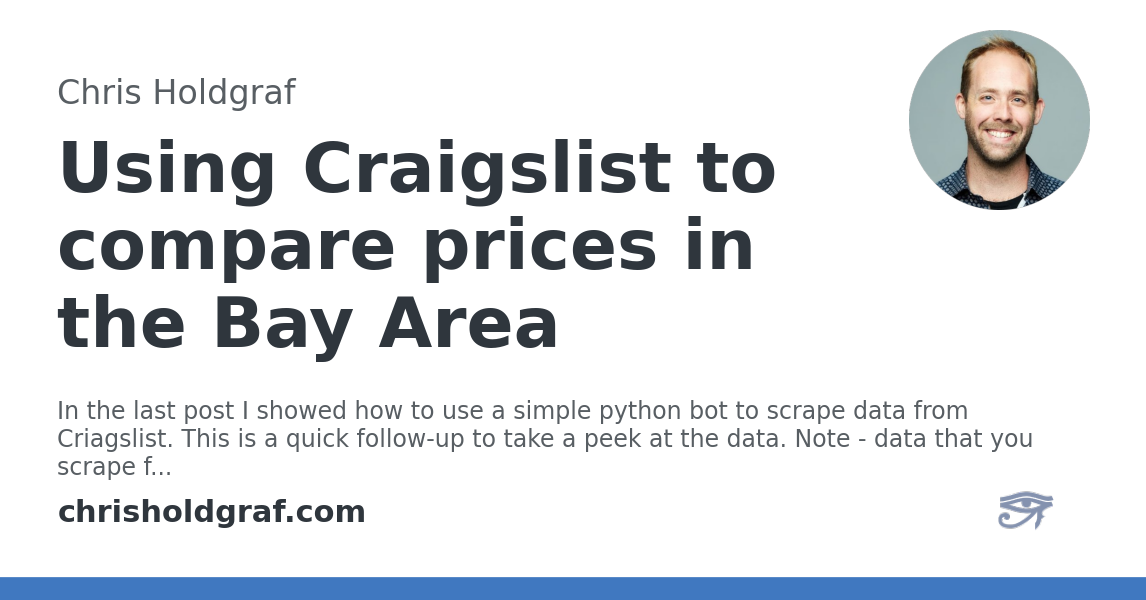 Chris Holdgraf
Using Craigslist to
compare prices in
the Bay Area
In the last post I showed how to use a simple python bot to scrape data from
Criagslist. This is a quick follow-up to take a peek at the data. Note - data that you
scrape f...
chrisholdgraf.com